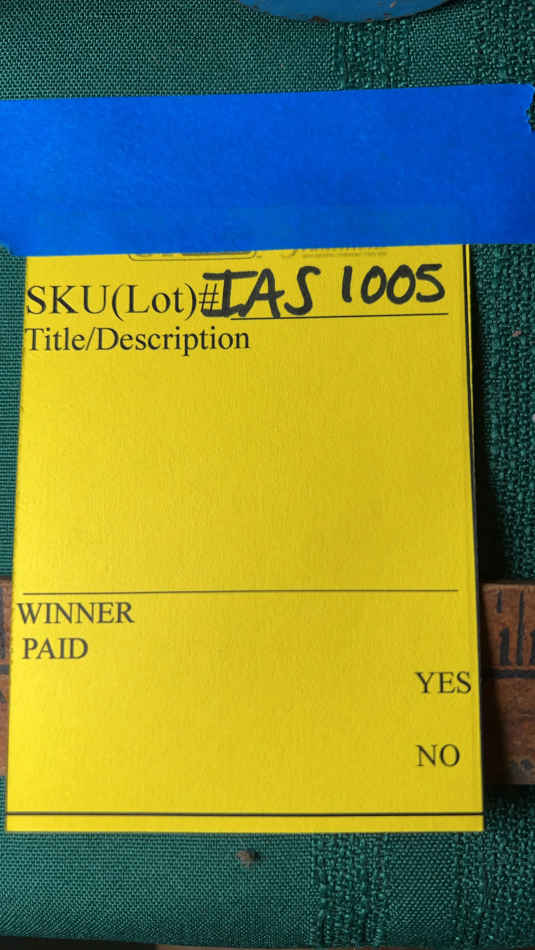 SKU(Lot)# IAS 1005
Title/Description
WINNER
PAID
YES
NO